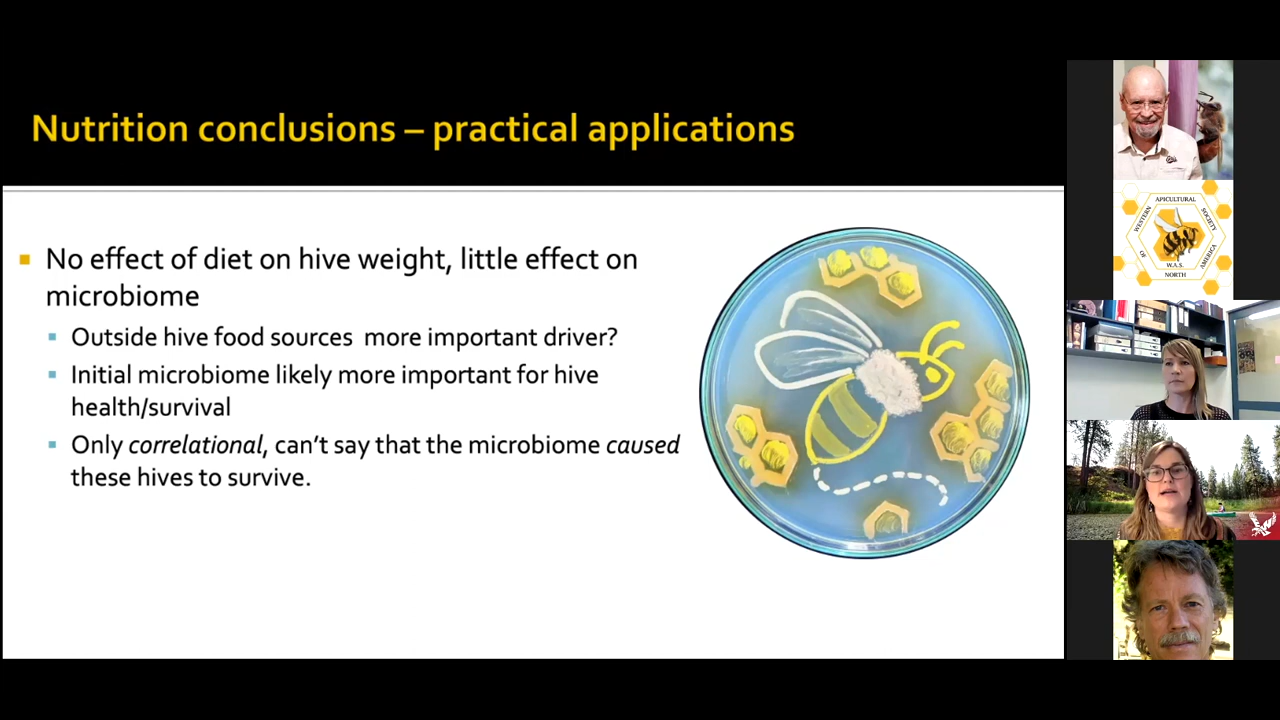 Nutrition conclusions – practical applications
No effect of diet on hive weight, little effect on
microbiome
Outside hive food sources more important driver?
Initial microbiome likely more important for hive
health/survival
Only correlational, can't say that the microbiome caused
these hives to survive.
WESTERN
APICULTURAL
SOCIETY
OF
W.A.S.
NORTH
AMERICA